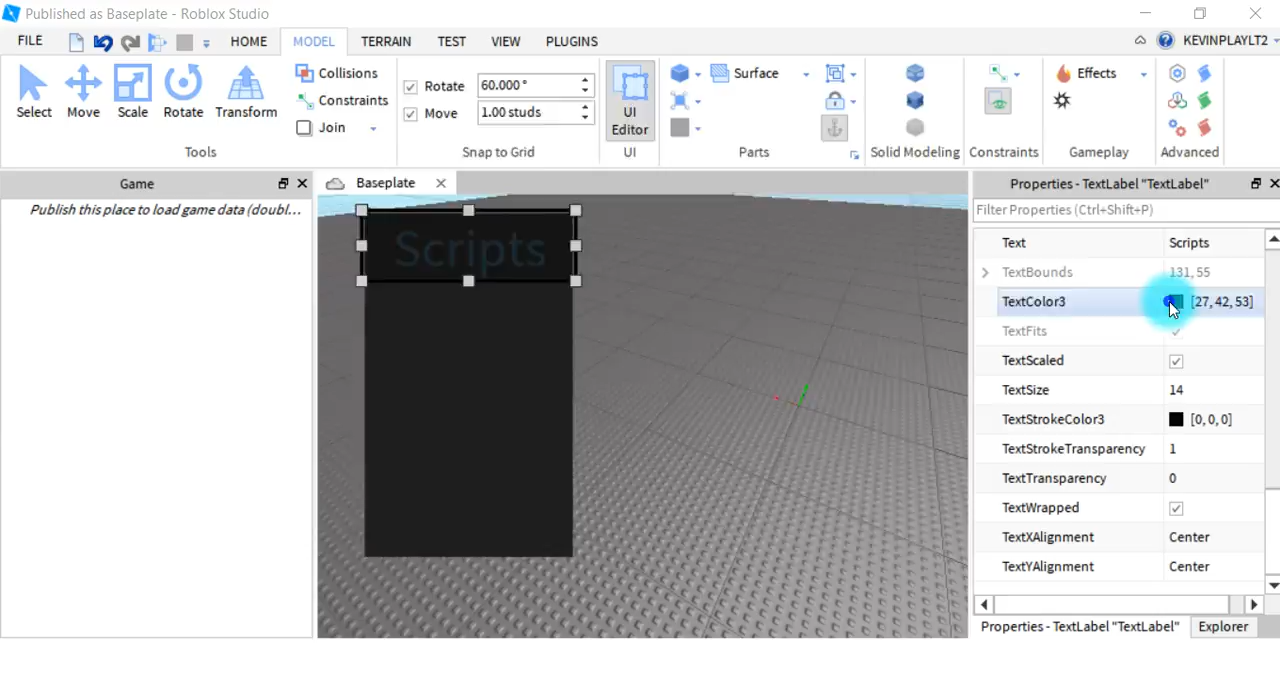 Published as Baseplate - Roblox Studio
FILE HOME MODEL TERRAIN TEST VIEW PLUGINS KEVINPLAYLT2
Select Move Scale Rotate Transform
Collisions
Constraints
Join
Tools
Rotate 60.000 °
Move 1.00 studs
Snap to Grid
UI
Editor
UI
Surface
Parts
Solid Modeling
Constraints
Effects
Gameplay
Advanced
Game
Publish this place to load game data (doubl...
Baseplate
Scripts
Properties - TextLabel "TextLabel"
Filter Properties (Ctrl+Shift+P)
Text Scripts
TextBounds 131, 55
TextColor3 [27, 42, 53]
TextFits
TextScaled
TextSize 14
TextStrokeColor3 [0, 0, 0]
TextStrokeTransparency 1
TextTransparency 0
TextWrapped
TextXAlignment Center
TextYAlignment Center
Properties - TextLabel "TextLabel" Explorer